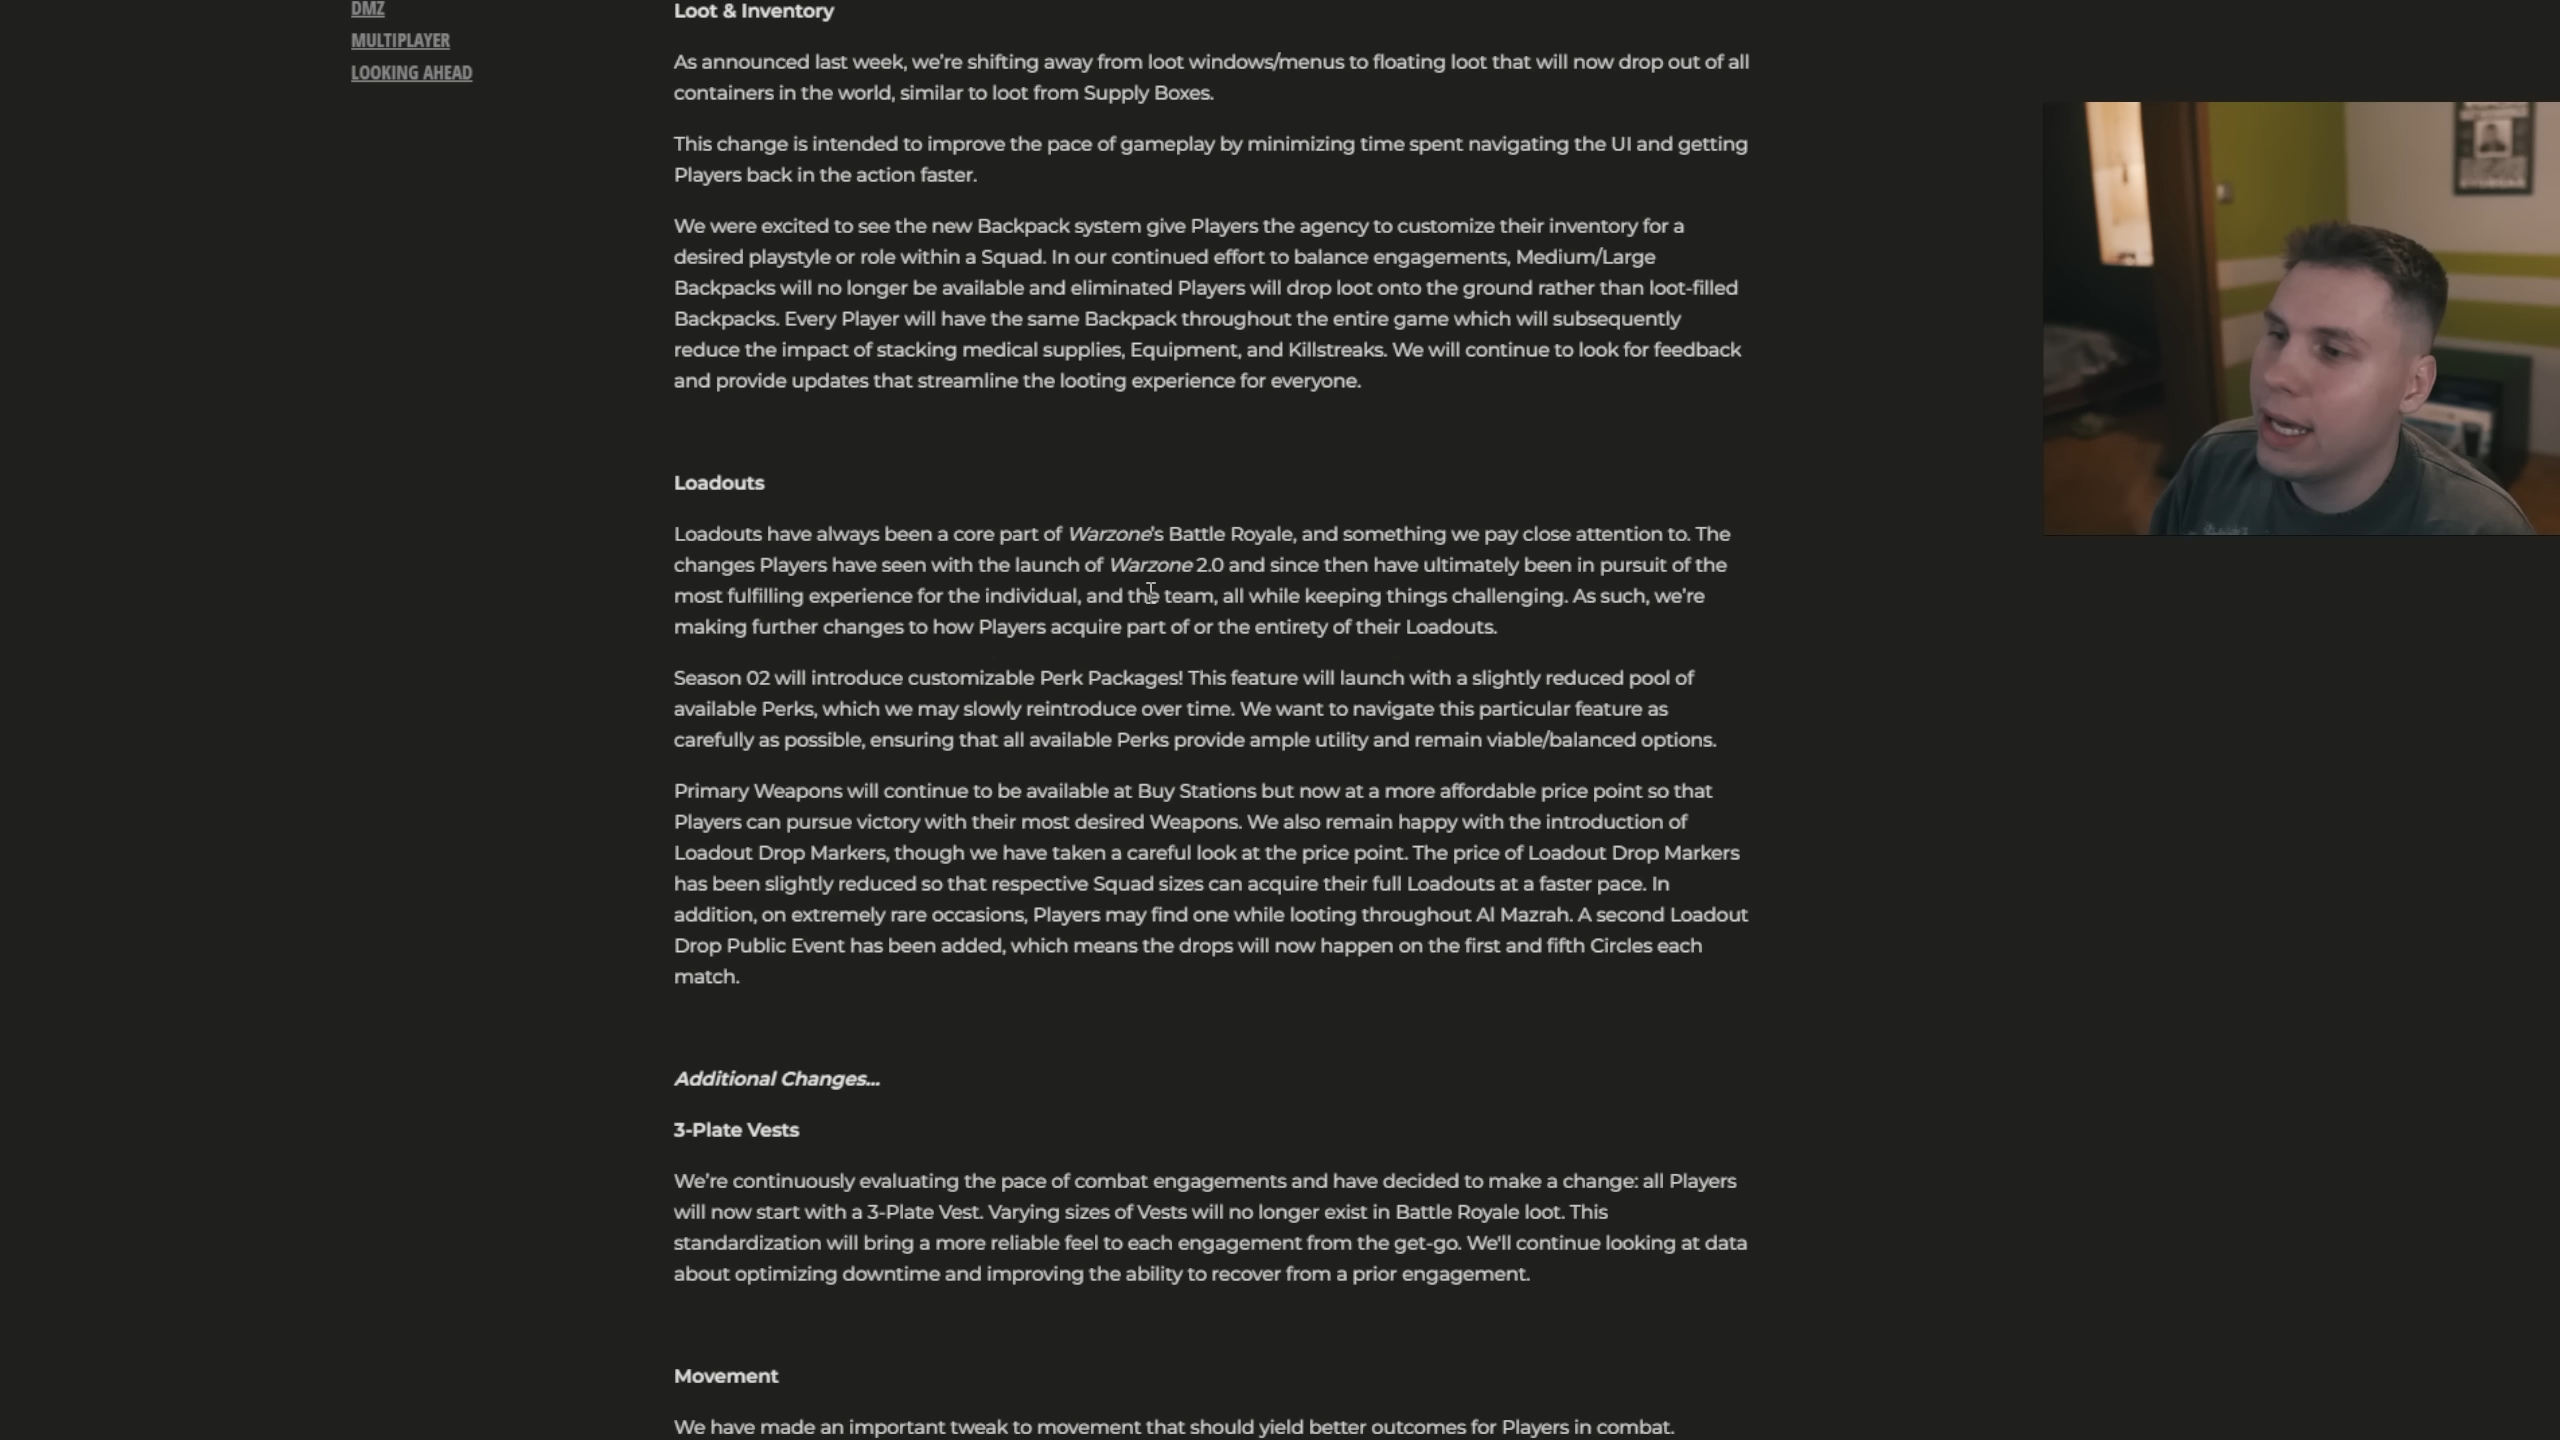 DMZ
MULTIPLAYER
LOOKING AHEAD
Loot & Inventory
As announced last week, we're shifting away from loot windows/menus to floating loot that will now drop out of all
containers in the world, similar to loot from Supply Boxes.
This change is intended to improve the pace of gameplay by minimizing time spent navigating the UI and getting
Players back in the action faster.
We were excited to see the new Backpack system give Players the agency to customize their inventory for a
desired playstyle or role within a Squad. In our continued effort to balance engagements, Medium/Large
Backpacks will no longer be available and eliminated Players will drop loot onto the ground rather than loot-filled
Backpacks. Every Player will have the same Backpack throughout the entire game which will subsequently
reduce the impact of stacking medical supplies, Equipment, and Killstreaks. We will continue to look for feedback
and provide updates that streamline the looting experience for everyone.
Loadouts
Loadouts have always been a core part of Warzone's Battle Royale, and something we pay close attention to. The
changes Players have seen with the launch of Warzone 2.0 and since then have ultimately been in pursuit of the
most fulfilling experience for the individual, and the team, all while keeping things challenging. As such, we're
making further changes to how Players acquire part of or the entirety of their Loadouts.
Season 02 will introduce customizable Perk Packages! This feature will launch with a slightly reduced pool of
available Perks, which we may slowly reintroduce over time. We want to navigate this particular feature as
carefully as possible, ensuring that all available Perks provide ample utility and remain viable/balanced options.
Primary Weapons will continue to be available at Buy Stations but now at a more affordable price point so that
Players can pursue victory with their most desired Weapons. We also remain happy with the introduction of
Loadout Drop Markers, though we have taken a careful look at the price point. The price of Loadout Drop Markers
has been slightly reduced so that respective Squad sizes can acquire their full Loadouts at a faster pace. In
addition, on extremely rare occasions, Players may find one while looting throughout Al Mazrah. A second Loadout
Drop Public Event has been added, which means the drops will now happen on the first and fifth Circles each
match.
Additional Changes...
3-Plate Vests
We're continuously evaluating the pace of combat engagements and have decided to make a change: all Players
will now start with a 3-Plate Vest. Varying sizes of Vests will no longer exist in Battle Royale loot. This
standardization will bring a more reliable feel to each engagement from the get-go. We'll continue looking at data
about optimizing downtime and improving the ability to recover from a prior engagement.
Movement
We have made an important tweak to movement that should yield better outcomes for Players in combat.